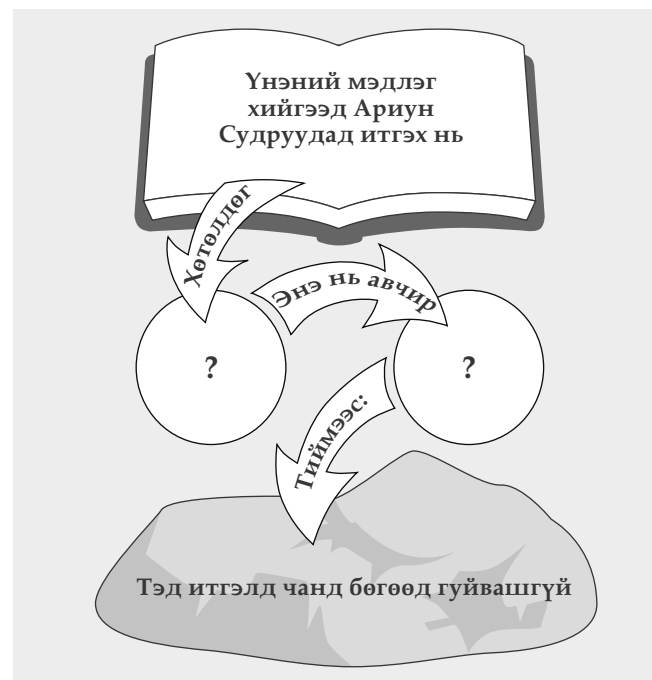 Үнэний мэдлэг
хийгээд Ариун
Судруудад итгэх нь
Хөтөлдөг
Энэ нь авчир
?
?
Тиймээс:
Тэд итгэлд чанд бөгөөд гуйвашгүй